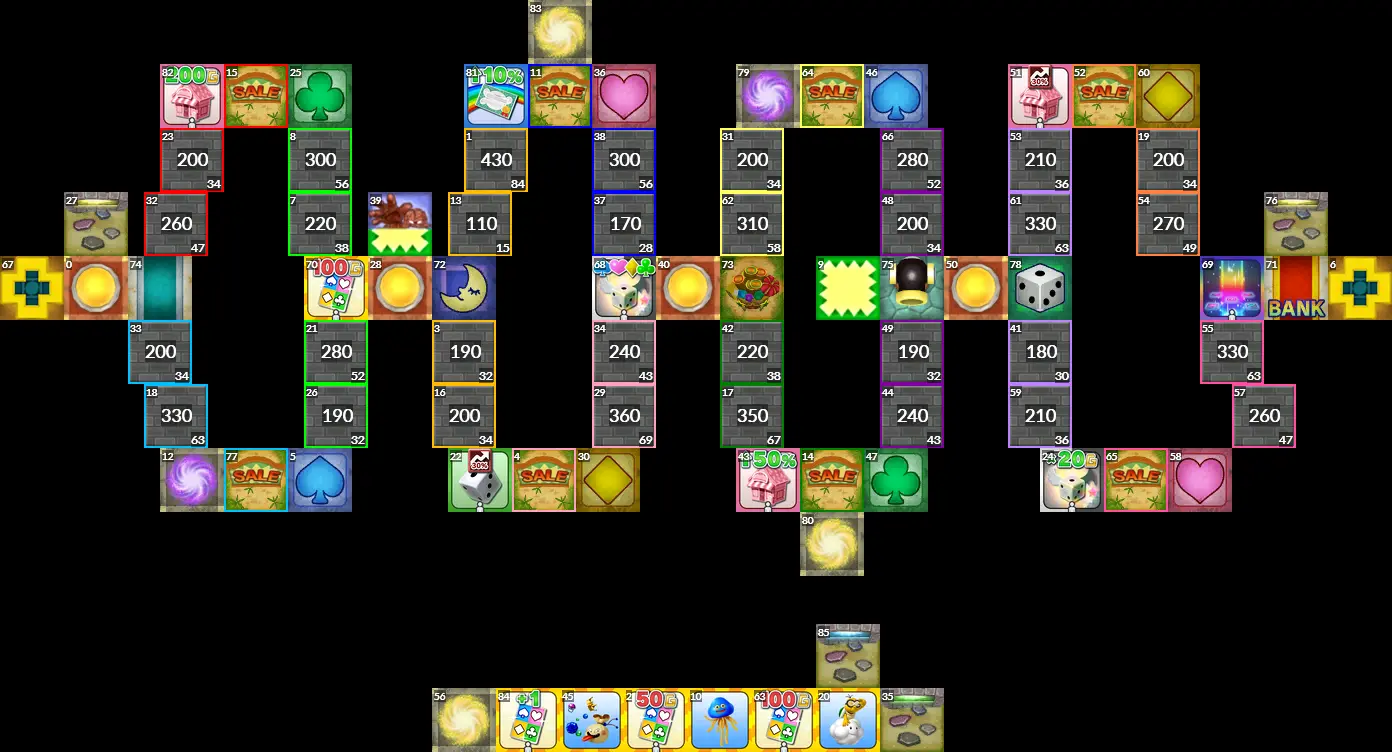 83
82 200G 15 SALE 25 81 10% 11 SALE 36 79 64 SALE 46 51 30% 52 SALE 60
23 200 34 8 300 56 1 430 84 38 300 56 31 200 34 66 280 52 53 210 36 19 200 34
27 32 260 47 7 220 38 39 13 110 15 37 170 28 62 310 58 48 200 34 61 330 63 54 270 49 76
67 0 74 70 100G 28 72 68 40 73 9 75 50 78 69 71 BANK 6
33 200 34 21 280 52 3 190 32 34 240 43 42 220 38 49 190 32 41 180 30 55 330 63
18 330 63 26 190 32 16 200 34 29 360 69 17 350 67 44 240 43 59 210 36 57 260 47
12 77 SALE 5 22 30% 4 SALE 30 43 50% 14 SALE 47 24 20G 65 SALE 58
80
85
56 84 +1 45 2 50G 10 63 100G 20 35